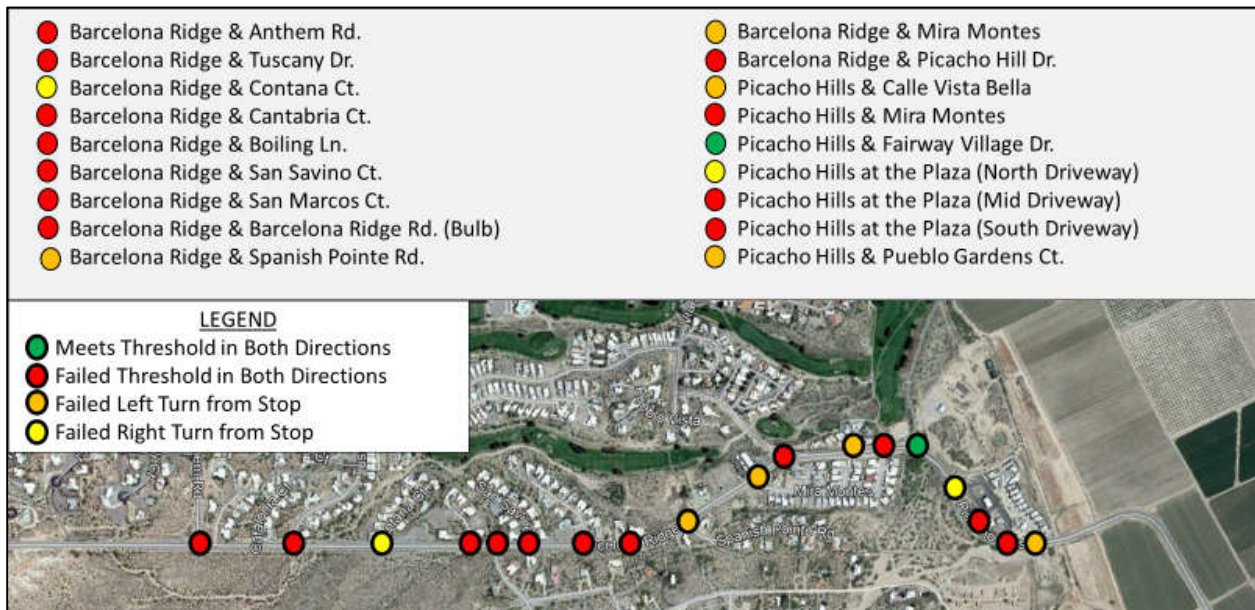 Barcelona Ridge & Anthem Rd.
Barcelona Ridge & Tuscany Dr.
Barcelona Ridge & Contana Ct.
Barcelona Ridge & Cantabria Ct.
Barcelona Ridge & Boiling Ln.
Barcelona Ridge & San Savino Ct.
Barcelona Ridge & San Marcos Ct.
Barcelona Ridge & Barcelona Ridge Rd. (Bulb)
Barcelona Ridge & Spanish Pointe Rd.
Barcelona Ridge & Mira Montes
Barcelona Ridge & Picacho Hill Dr.
Picacho Hills & Calle Vista Bella
Picacho Hills & Mira Montes
Picacho Hills & Fairway Village Dr.
Picacho Hills at the Plaza (North Driveway)
Picacho Hills at the Plaza (Mid Driveway)
Picacho Hills at the Plaza (South Driveway)
Picacho Hills & Pueblo Gardens Ct.
LEGEND
Meets Threshold in Both Directions
Failed Threshold in Both Directions
Failed Left Turn from Stop
Failed Right Turn from Stop
Vista
Mira Montes
Ridge
Spanish Pointe Rd